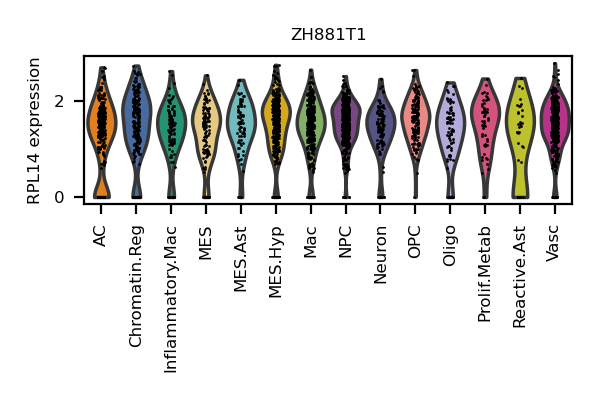 ZH881T1
RPL14 expression
2
0
AC
Chromatin.Reg
Inflammatory.Mac
MES
MES.Ast
MES.Hyp
Mac
NPC
Neuron
OPC
Oligo
Prolif.Metab
Reactive.Ast
Vasc